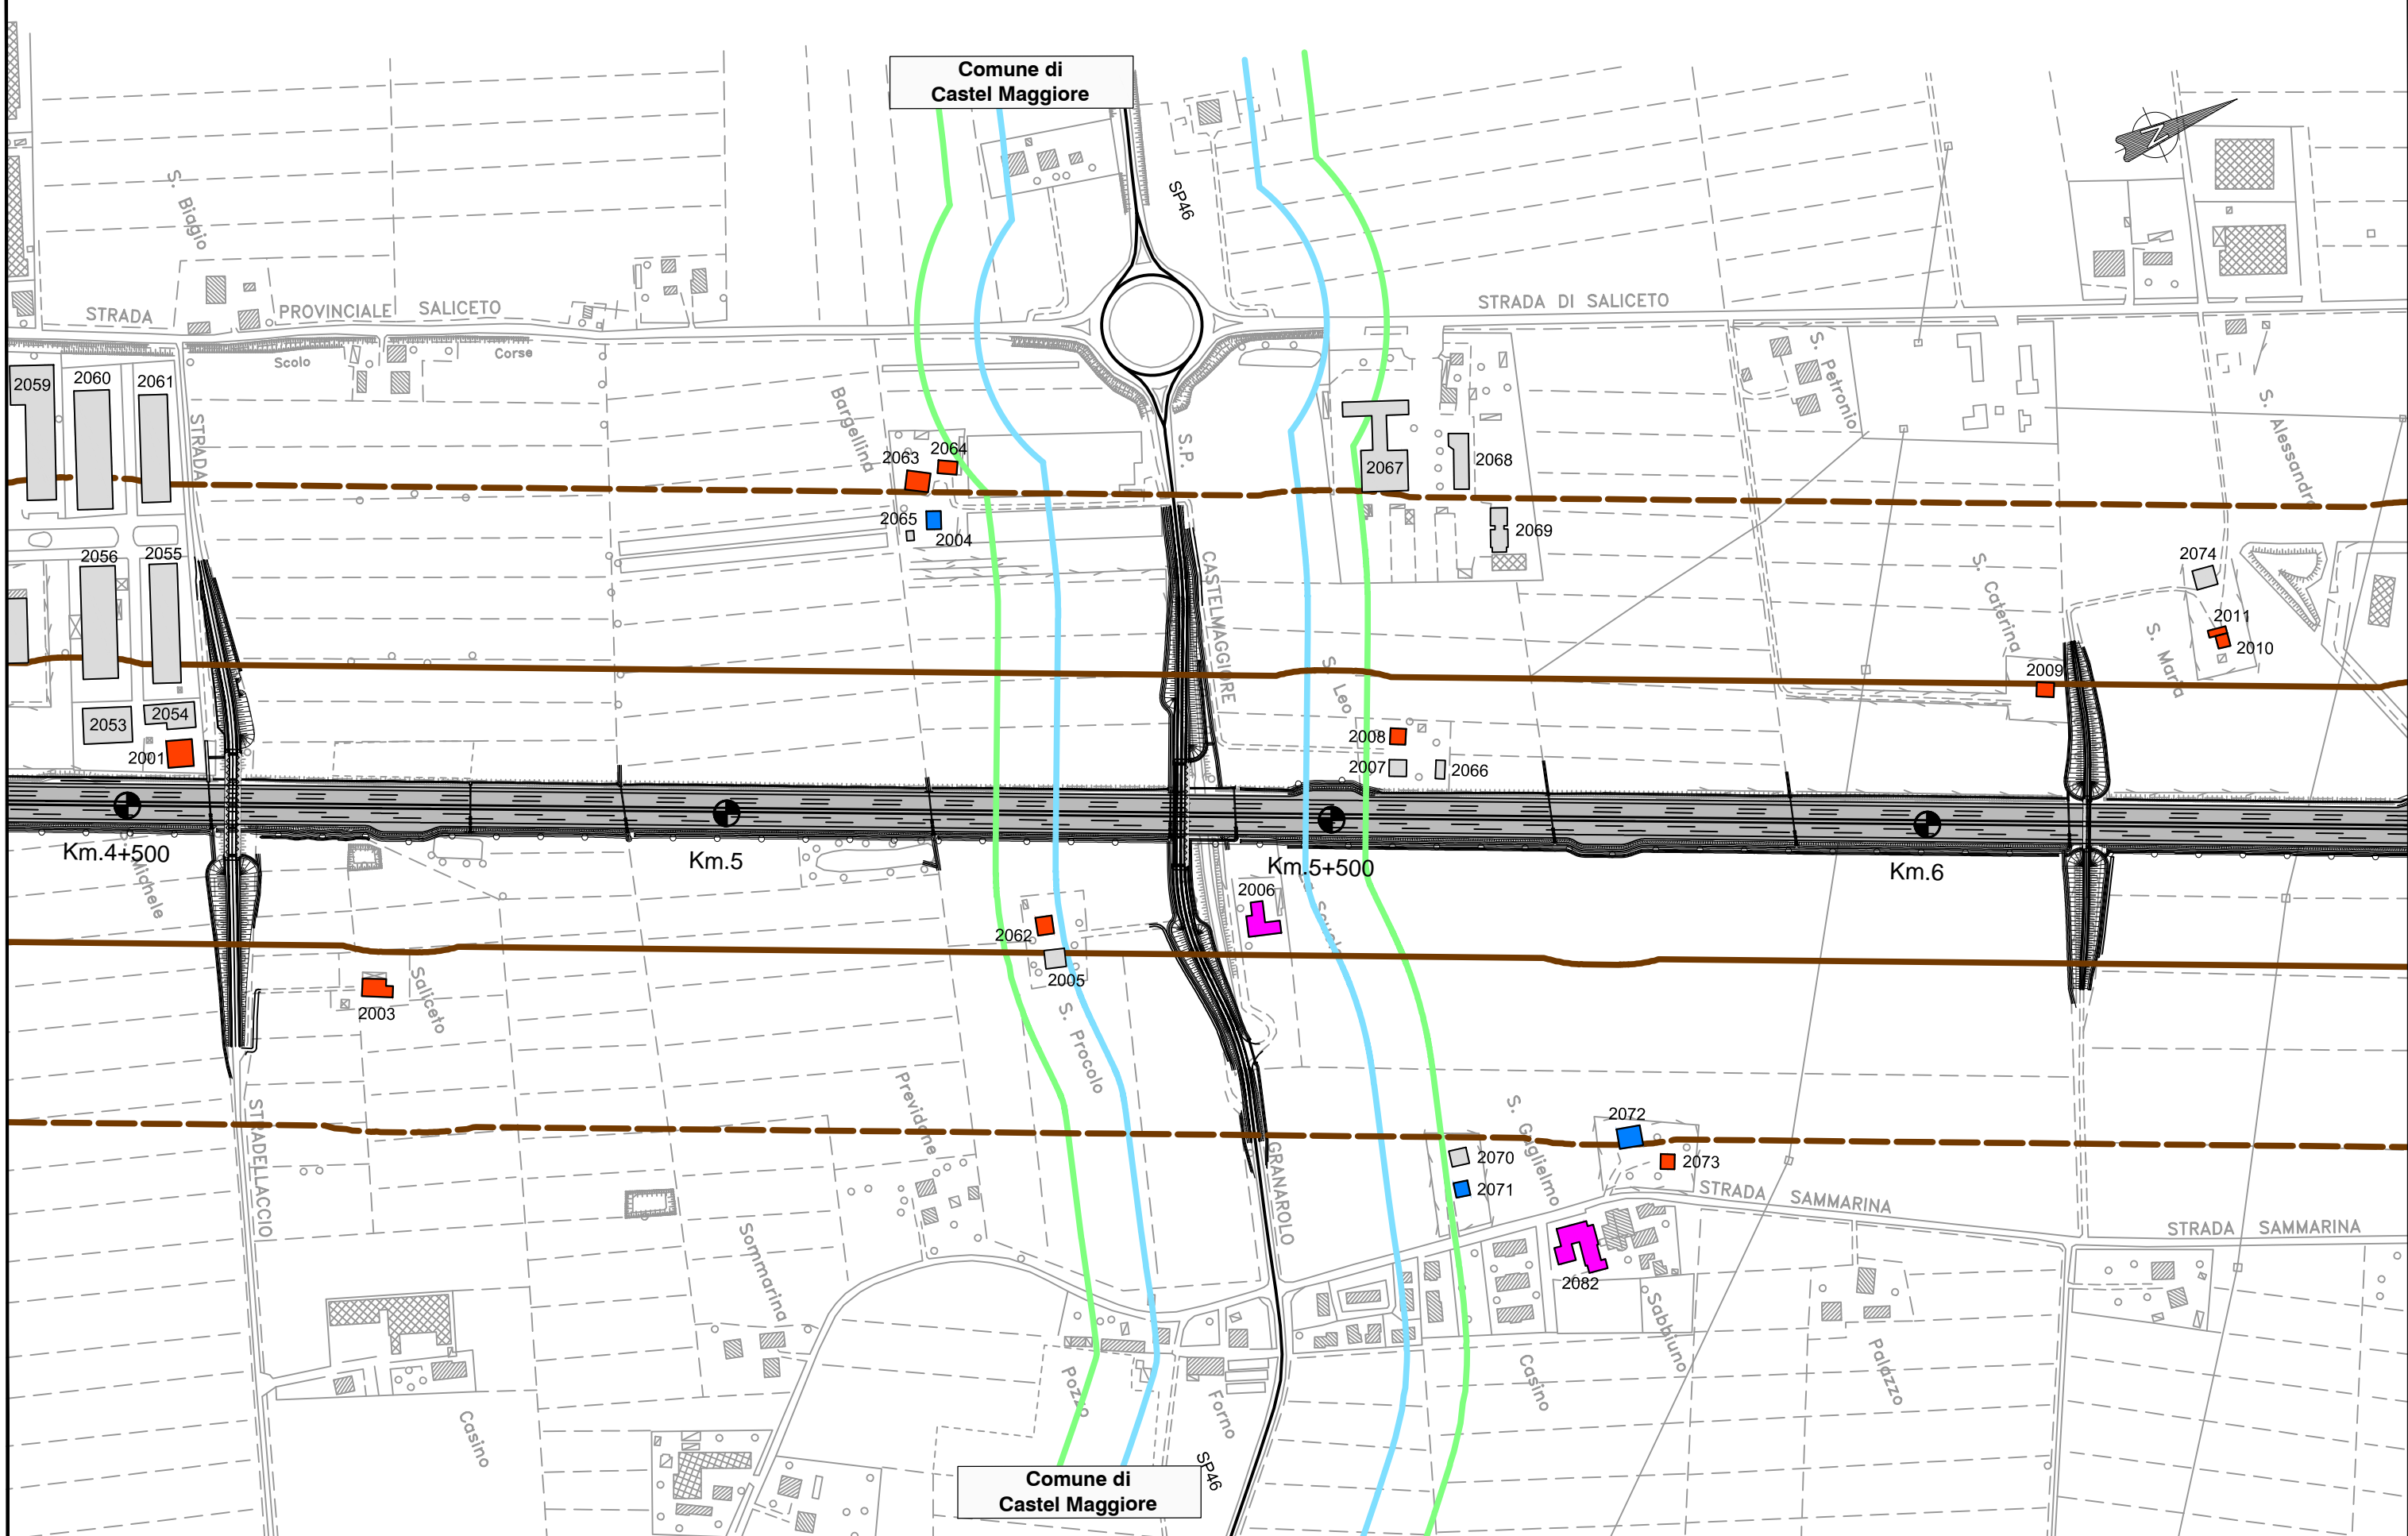 Comune di
Castel Maggiore
SP46
S. Biagio
STRADA
PROVINCIALE
SALICETO
STRADA DI SALICETO
Scolo
Corse
N
S. Petronio
S. Alessandro
2059
2060
2061
STRADA
Bargellina
2063
2064
2065
2004
S.P.
CASTELMAGGIORE
2067
2068
2069
2056
2055
S. Caterina
2074
2011
2010
S. Maria
2009
2053
2054
2001
S. Leo
2008
2007
2066
Km.4+500
Km.5
Km.5+500
Km.6
Michele
2006
Scuola
2062
2005
2003
Saliceto
S. Procolo
Previdone
STRADELLACCIO
Sommarina
GRANAROLO
S. Guglielmo
2070
2071
2072
2073
STRADA SAMMARINA
STRADA SAMMARINA
2082
Sabbiuno
Palazzo
Casino
Casino
Pozzo
Forno
SP46
Comune di
Castel Maggiore